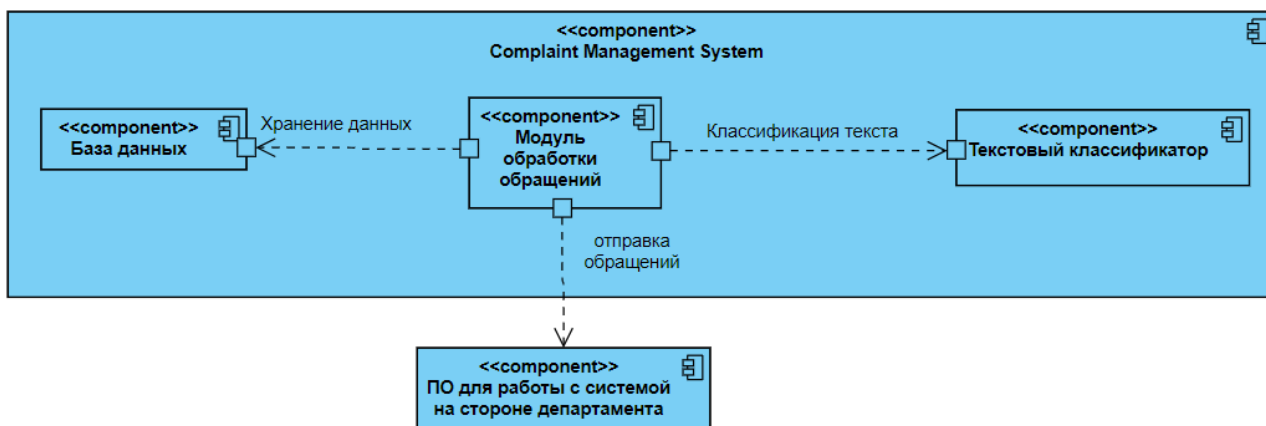 <<component>>
Complaint Management System
<<component>>
База данных
Хранение данных
<<component>>
Модуль
обработки
обращений
Классификация текста
<<component>>
Текстовый классификатор
отправка
обращений
<<component>>
ПО для работы с системой
на стороне департамента